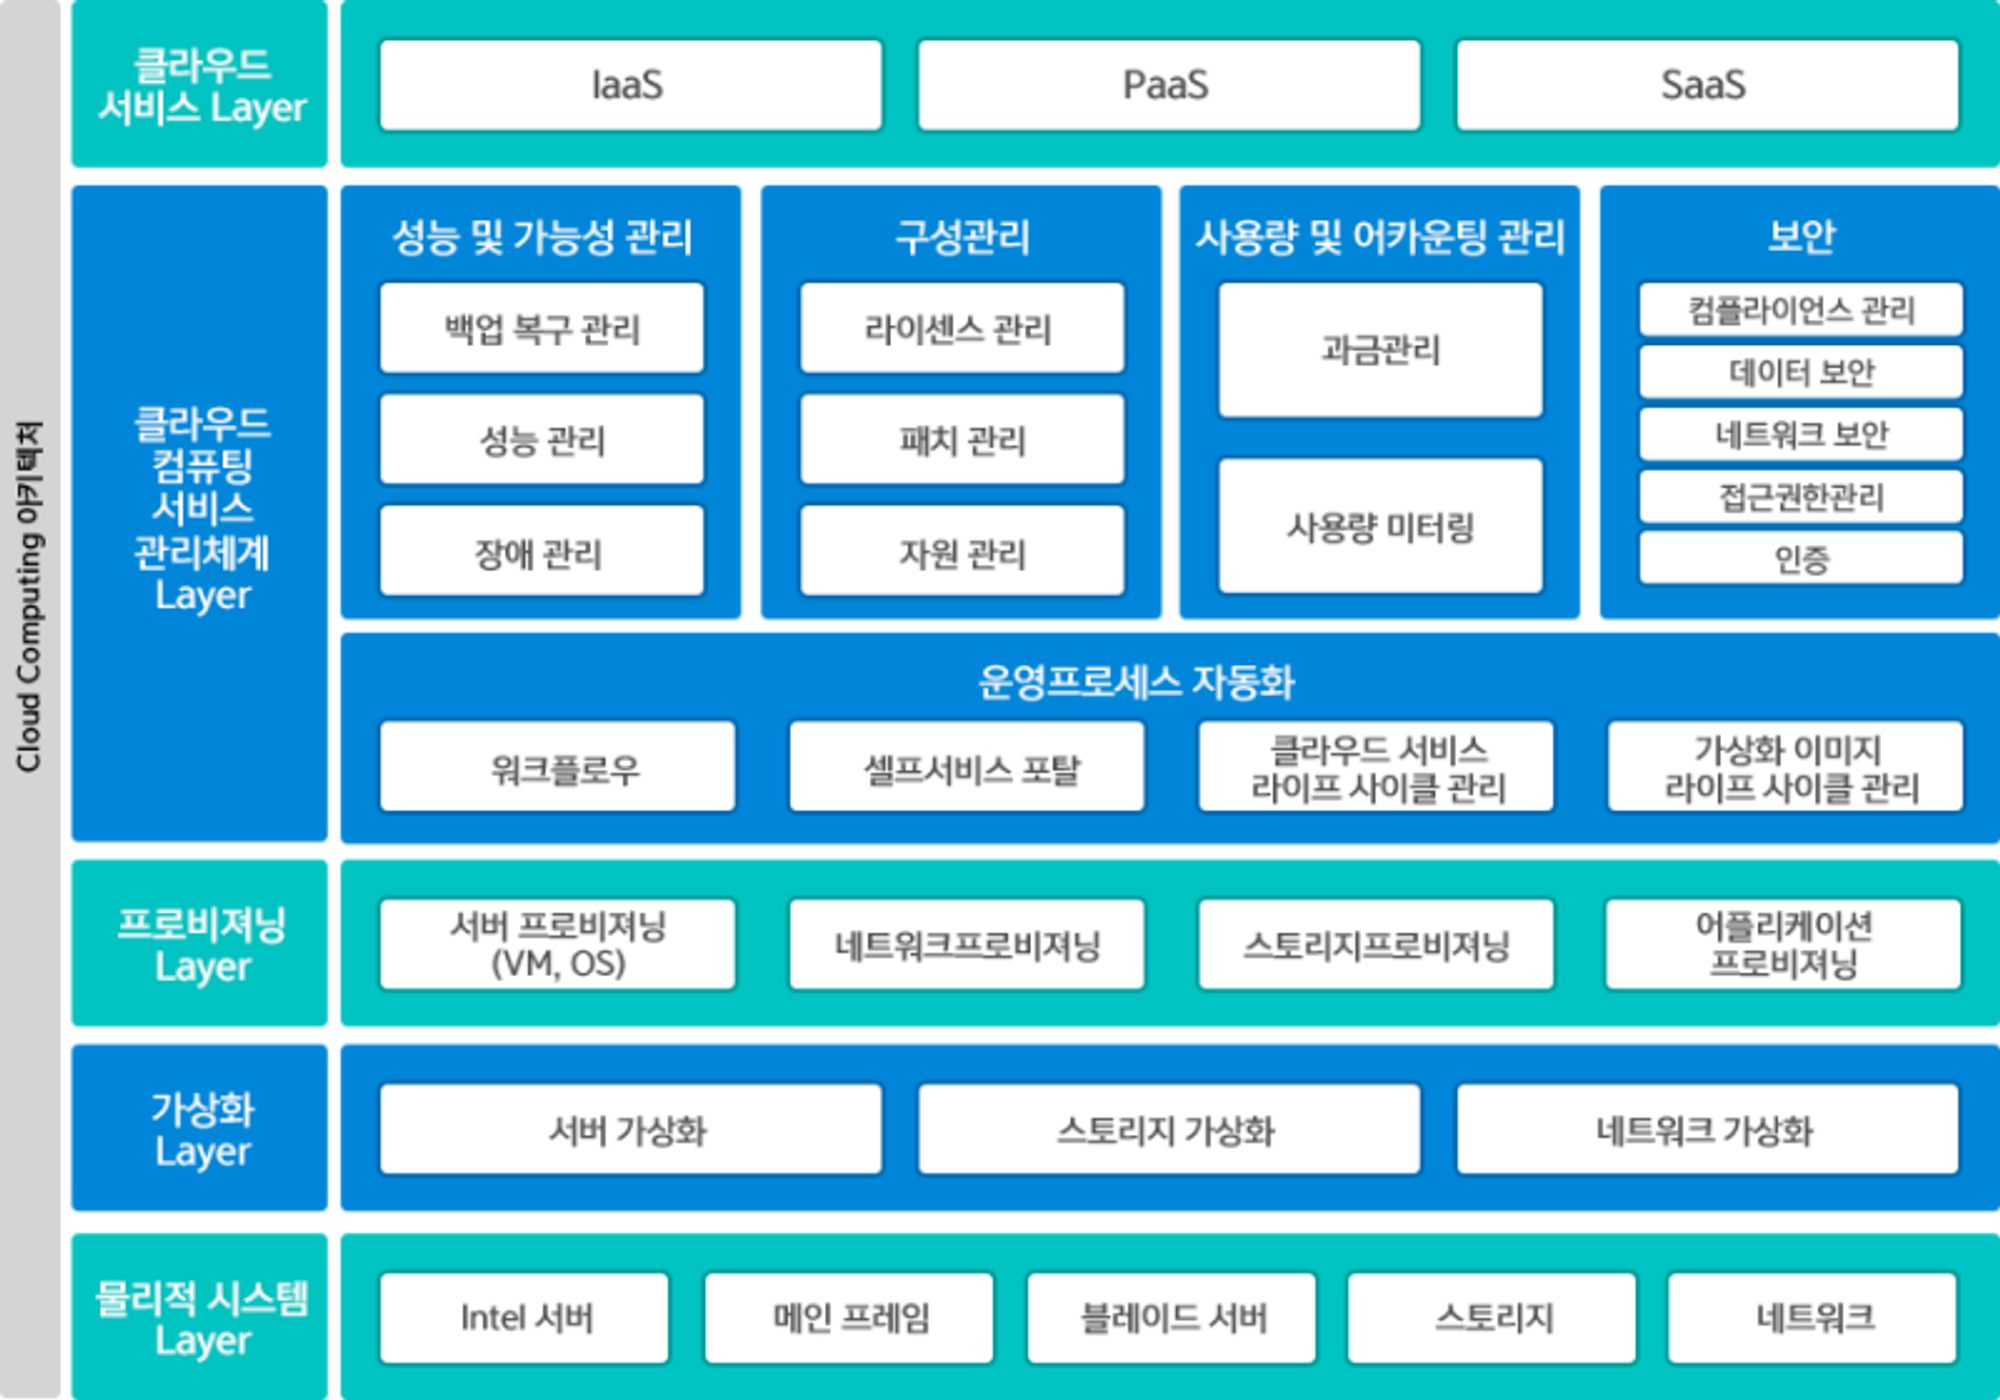 Cloud Computing 아키텍처
클라우드
서비스 Layer
IaaS
PaaS
SaaS
클라우드
컴퓨팅
서비스
관리체계
Layer
성능 및 가능성 관리
백업 복구 관리
성능 관리
장애 관리
구성관리
라이센스 관리
패치 관리
자원 관리
사용량 및 어카운팅 관리
과금관리
사용량 미터링
보안
컴플라이언스 관리
데이터 보안
네트워크 보안
접근권한관리
인증
운영프로세스 자동화
워크플로우
셀프서비스 포탈
클라우드 서비스
라이프 사이클 관리
가상화 이미지
라이프 사이클 관리
프로비져닝
Layer
서버 프로비져닝
(VM, OS)
네트워크프로비져닝
스토리지프로비져닝
어플리케이션
프로비져닝
가상화
Layer
서버 가상화
스토리지 가상화
네트워크 가상화
물리적 시스템
Layer
Intel 서버
메인 프레임
블레이드 서버
스토리지
네트워크